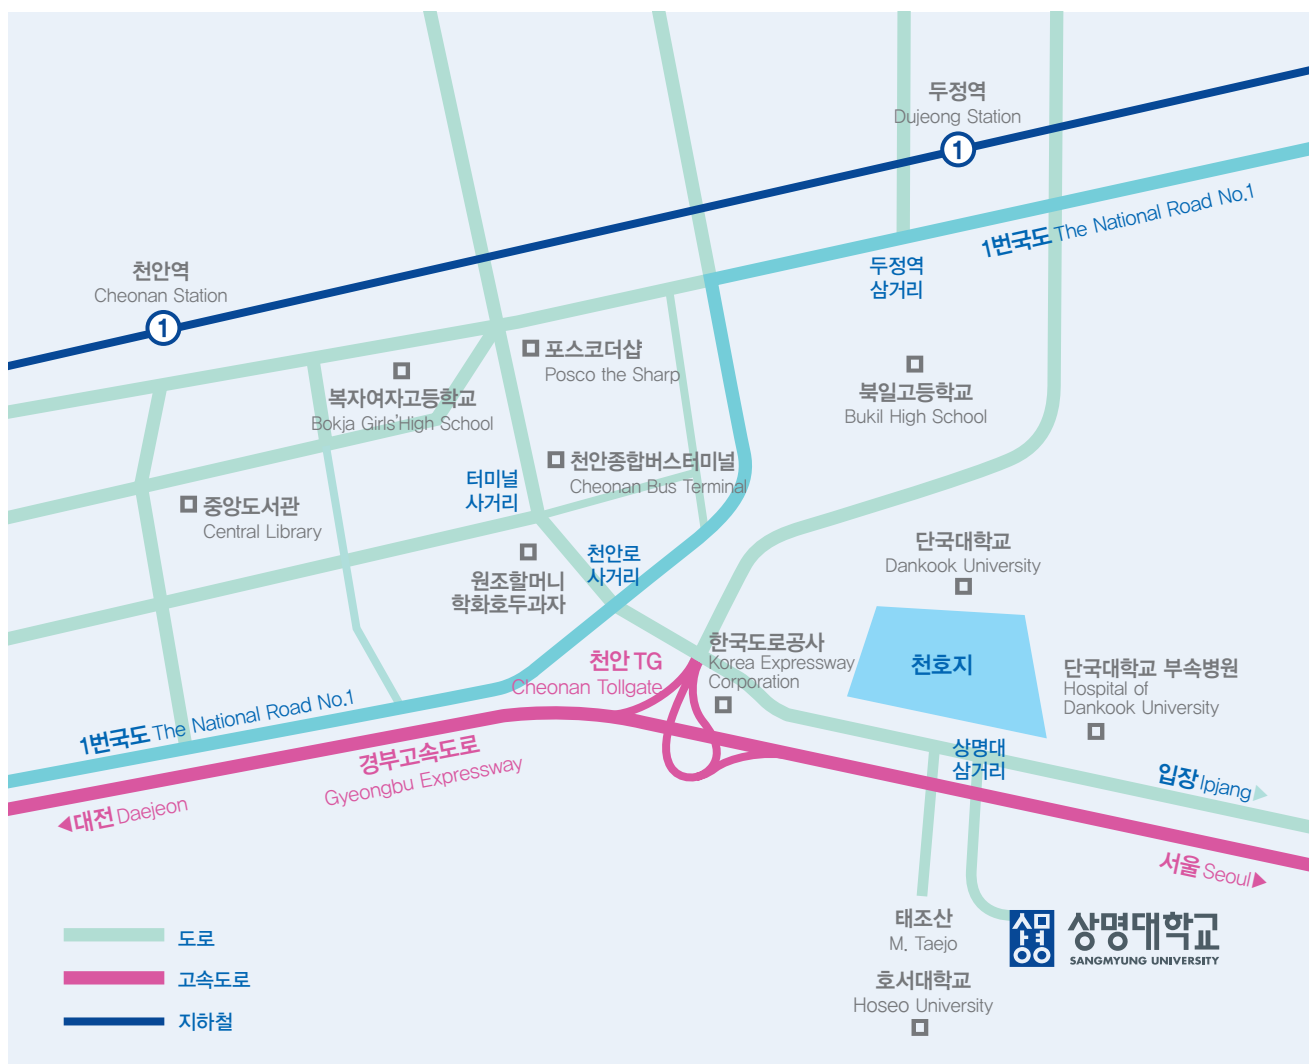 두정역
Dujeong Station
1
1번국도 The National Road No.1
천안역
Cheonan Station
1
두정역
삼거리
포스코더샵
Posco the Sharp
복자여자고등학교
Bokja Girls'High School
북일고등학교
Bukil High School
터미널
사거리
천안종합버스터미널
Cheonan Bus Terminal
중앙도서관
Central Library
원조할머니
학화호두과자
천안로
사거리
단국대학교
Dankook University
천안 TG
Cheonan Tollgate
한국도로공사
Korea Expressway
Corporation
천호지
단국대학교 부속병원
Hospital of
Dankook University
1번국도 The National Road No.1
경부고속도로
Gyeongbu Expressway
대전 Daejeon
상명대
삼거리
입장 Ipjang
서울 Seoul
태조산
M. Taejo
호서대학교
Hoseo University
상명
상명대학교
SANGMYUNG UNIVERSITY
도로
고속도로
지하철